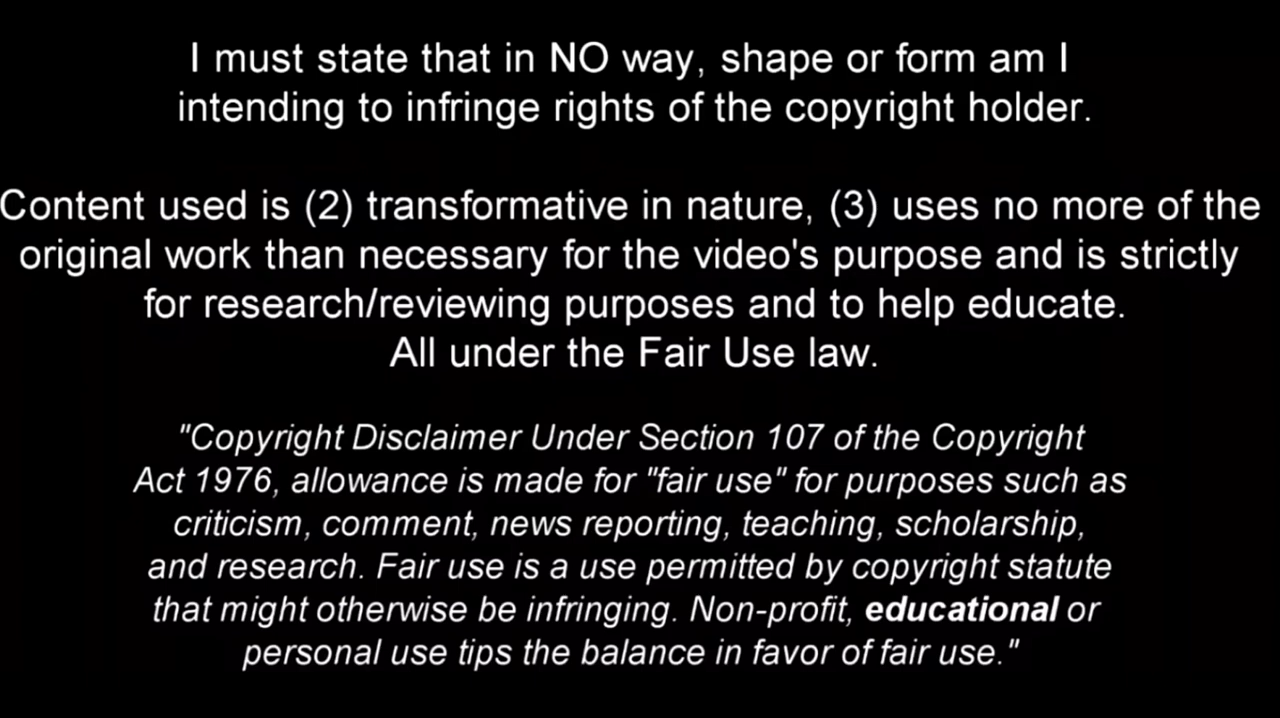 I must state that in NO way, shape or form am I
intending to infringe rights of the copyright holder.
Content used is (2) transformative in nature, (3) uses no more of the
original work than necessary for the video's purpose and is strictly
for research/reviewing purposes and to help educate.
All under the Fair Use law.
"Copyright Disclaimer Under Section 107 of the Copyright
Act 1976, allowance is made for "fair use" for purposes such as
criticism, comment, news reporting, teaching, scholarship,
and research. Fair use is a use permitted by copyright statute
that might otherwise be infringing. Non-profit, educational or
personal use tips the balance in favor of fair use."